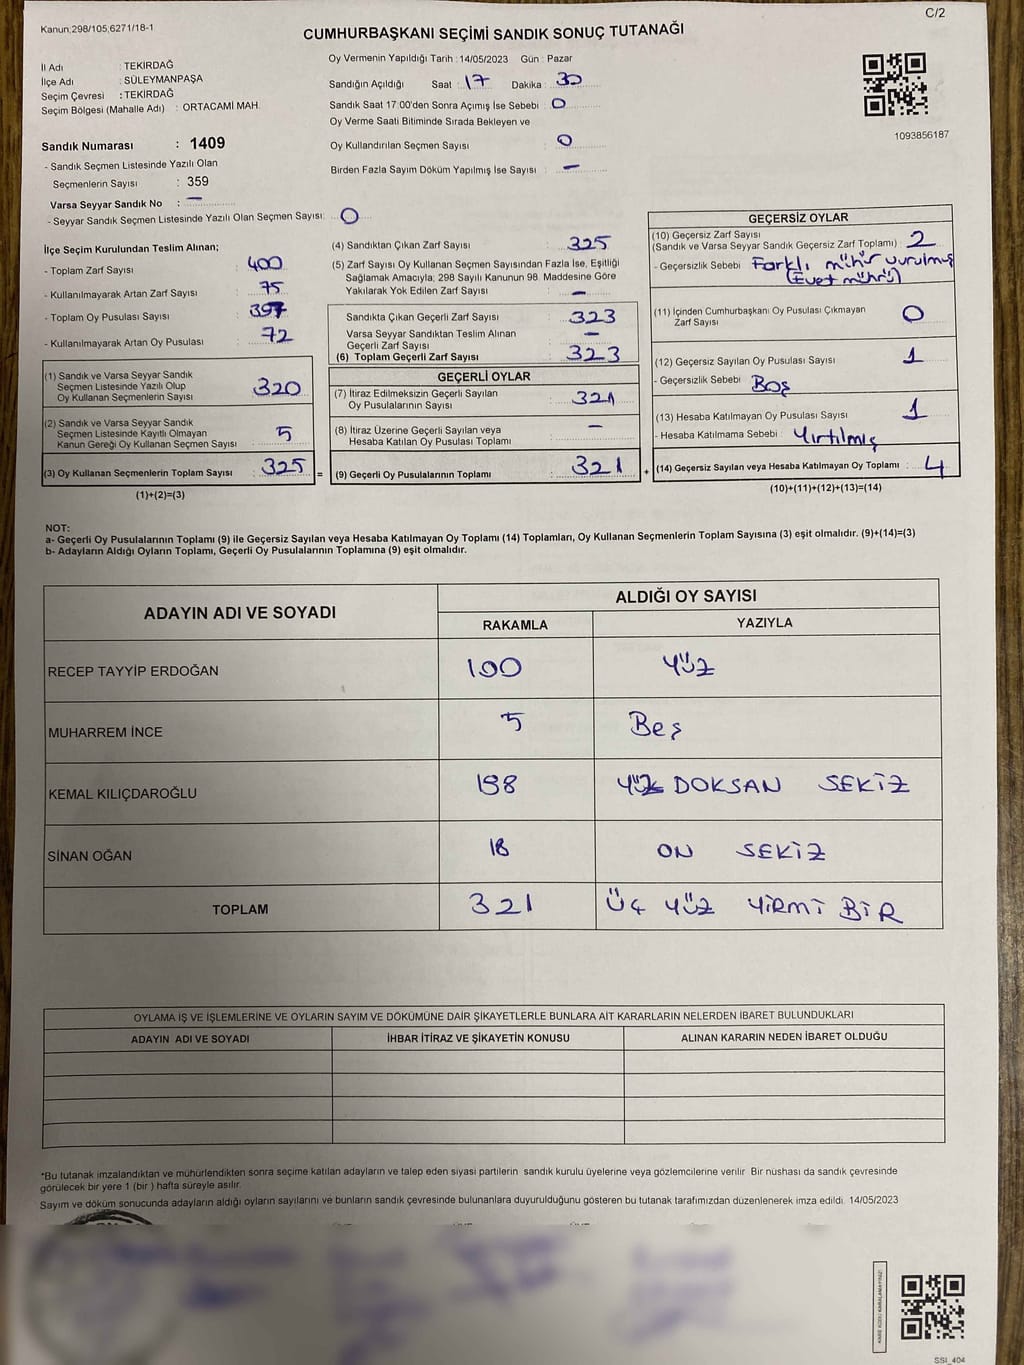 Kanun;298/105;6271/18-1
C/2
CUMHURBAŞKANI SEÇİMİ SANDIK SONUÇ TUTANAĞI
İl Adı : TEKİRDAĞ
İlçe Adı : SÜLEYMANPAŞA
Seçim Çevresi : TEKİRDAĞ
Seçim Bölgesi (Mahalle Adı) : ORTACAMİ MAH.
Sandık Numarası : 1409
- Sandık Seçmen Listesinde Yazılı Olan
Seçmenlerin Sayısı : 359
Varsa Seyyar Sandık No : —
- Seyyar Sandık Seçmen Listesinde Yazılı Olan Seçmen Sayısı: 0
Oy Vermenin Yapıldığı Tarih : 14/05/2023 Gün : Pazar
Sandığın Açıldığı Saat : 17 Dakika : 30
Sandık Saat 17:00'den Sonra Açımış İse Sebebi : 0
Oy Verme Saati Bitiminde Sırada Bekleyen ve
Oy Kullandırılan Seçmen Sayısı : 0
Birden Fazla Sayım Döküm Yapılmış İse Sayısı : —
1093856187
İlçe Seçim Kurulundan Teslim Alınan;
- Toplam Zarf Sayısı : 400
- Kullanılmayarak Artan Zarf Sayısı : 75
- Toplam Oy Pusulası Sayısı : 397
- Kullanılmayarak Artan Oy Pusulası : 72
(1) Sandık ve Varsa Seyyar Sandık
Seçmen Listesinde Yazılı Olup
Oy Kullanan Seçmenlerin Sayısı : 320
(2) Sandık ve Varsa Seyyar Sandık
Seçmen Listesinde Kayıtlı Olmayan
Kanun Gereği Oy Kullanan Seçmen Sayısı : 5
(3) Oy Kullanan Seçmenlerin Toplam Sayısı : 325 =
(1)+(2)=(3)
(4) Sandıktan Çıkan Zarf Sayısı : 325
(5) Zarf Sayısı Oy Kullanan Seçmen Sayısından Fazla İse, Eşitliği
Sağlamak Amacıyla; 298 Sayılı Kanunun 98. Maddesine Göre
Yakılarak Yok Edilen Zarf Sayısı : —
Sandıkta Çıkan Geçerli Zarf Sayısı : 323
Varsa Seyyar Sandıktan Teslim Alınan
Geçerli Zarf Sayısı : —
(6) Toplam Geçerli Zarf Sayısı : 323
GEÇERLİ OYLAR
(7) İtiraz Edilmeksizin Geçerli Sayılan
Oy Pusulalarının Sayısı : 321
(8) İtiraz Üzerine Geçerli Sayılan veya
Hesaba Katılan Oy Pusulası Toplamı : —
(9) Geçerli Oy Pusulalarının Toplamı : 321 +
GEÇERSİZ OYLAR
(10) Geçersiz Zarf Sayısı
(Sandık ve Varsa Seyyar Sandık Geçersiz Zarf Toplamı) : 2
- Geçersizlik Sebebi : Farklı mühür vurulmuş
(Evet mührü)
(11) İçinden Cumhurbaşkanı Oy Pusulası Çıkmayan
Zarf Sayısı : 0
(12) Geçersiz Sayılan Oy Pusulası Sayısı : 1
- Geçersizlik Sebebi : Boş
(13) Hesaba Katılmayan Oy Pusulası Sayısı : 1
- Hesaba Katılmama Sebebi : Yırtılmış
(14) Geçersiz Sayılan veya Hesaba Katılmayan Oy Toplamı : 4
(10)+(11)+(12)+(13)=(14)
NOT:
a- Geçerli Oy Pusulalarının Toplamı (9) ile Geçersiz Sayılan veya Hesaba Katılmayan Oy Toplamı (14) Toplamları, Oy Kullanan Seçmenlerin Toplam Sayısına (3) eşit olmalıdır. (9)+(14)=(3)
b- Adayların Aldığı Oyların Toplamı, Geçerli Oy Pusulalarının Toplamına (9) eşit olmalıdır.
ADAYIN ADI VE SOYADI
ALDIĞI OY SAYISI
RAKAMLA YAZIYLA
RECEP TAYYİP ERDOĞAN 100 YÜZ
MUHARREM İNCE 5 Beş
KEMAL KILIÇDAROĞLU 198 YÜZ DOKSAN SEKİZ
SİNAN OĞAN 18 ON SEKİZ
TOPLAM 321 ÜÇ YÜZ YİRMİ BİR
OYLAMA İŞ VE İŞLEMLERİNE VE OYLARIN SAYIM VE DÖKÜMÜNE DAİR ŞİKAYETLERLE BUNLARA AİT KARARLARIN NELERDEN İBARET BULUNDUKLARI
ADAYIN ADI VE SOYADI İHBAR İTİRAZ VE ŞİKAYETİN KONUSU ALINAN KARARIN NEDEN İBARET OLDUĞU
*Bu tutanak imzalandıktan ve mühürlendikten sonra seçime katılan adayların ve talep eden siyasi partilerin sandık kurulu üyelerine veya gözlemcilerine verilir Bir nüshası da sandık çevresinde
görülecek bir yere 1 (bir ) hafta süreyle asılır.
Sayım ve döküm sonucunda adayların aldığı oyların sayılarını ve bunların sandık çevresinde bulunanlara duyurulduğunu gösteren bu tutanak tarafımızdan düzenlenerek imza edildi. 14/05/2023
SSİ_404